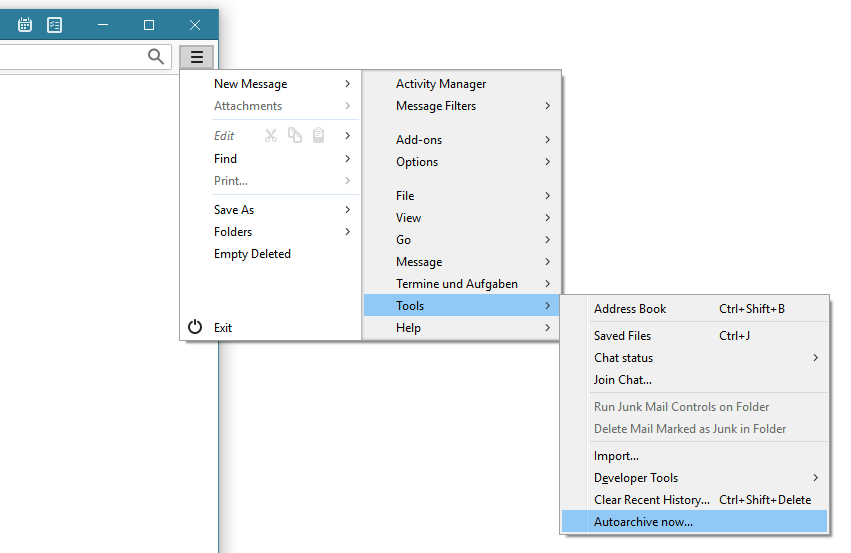 New Message
Attachments
Edit
Find
Print...
Save As
Folders
Empty Deleted
Exit
Activity Manager
Message Filters
Add-ons
Options
File
View
Go
Message
Termine und Aufgaben
Tools
Help
Address Book Ctrl+Shift+B
Saved Files Ctrl+J
Chat status
Join Chat...
Run Junk Mail Controls on Folder
Delete Mail Marked as Junk in Folder
Import...
Developer Tools
Clear Recent History... Ctrl+Shift+Delete
Autoarchive now...